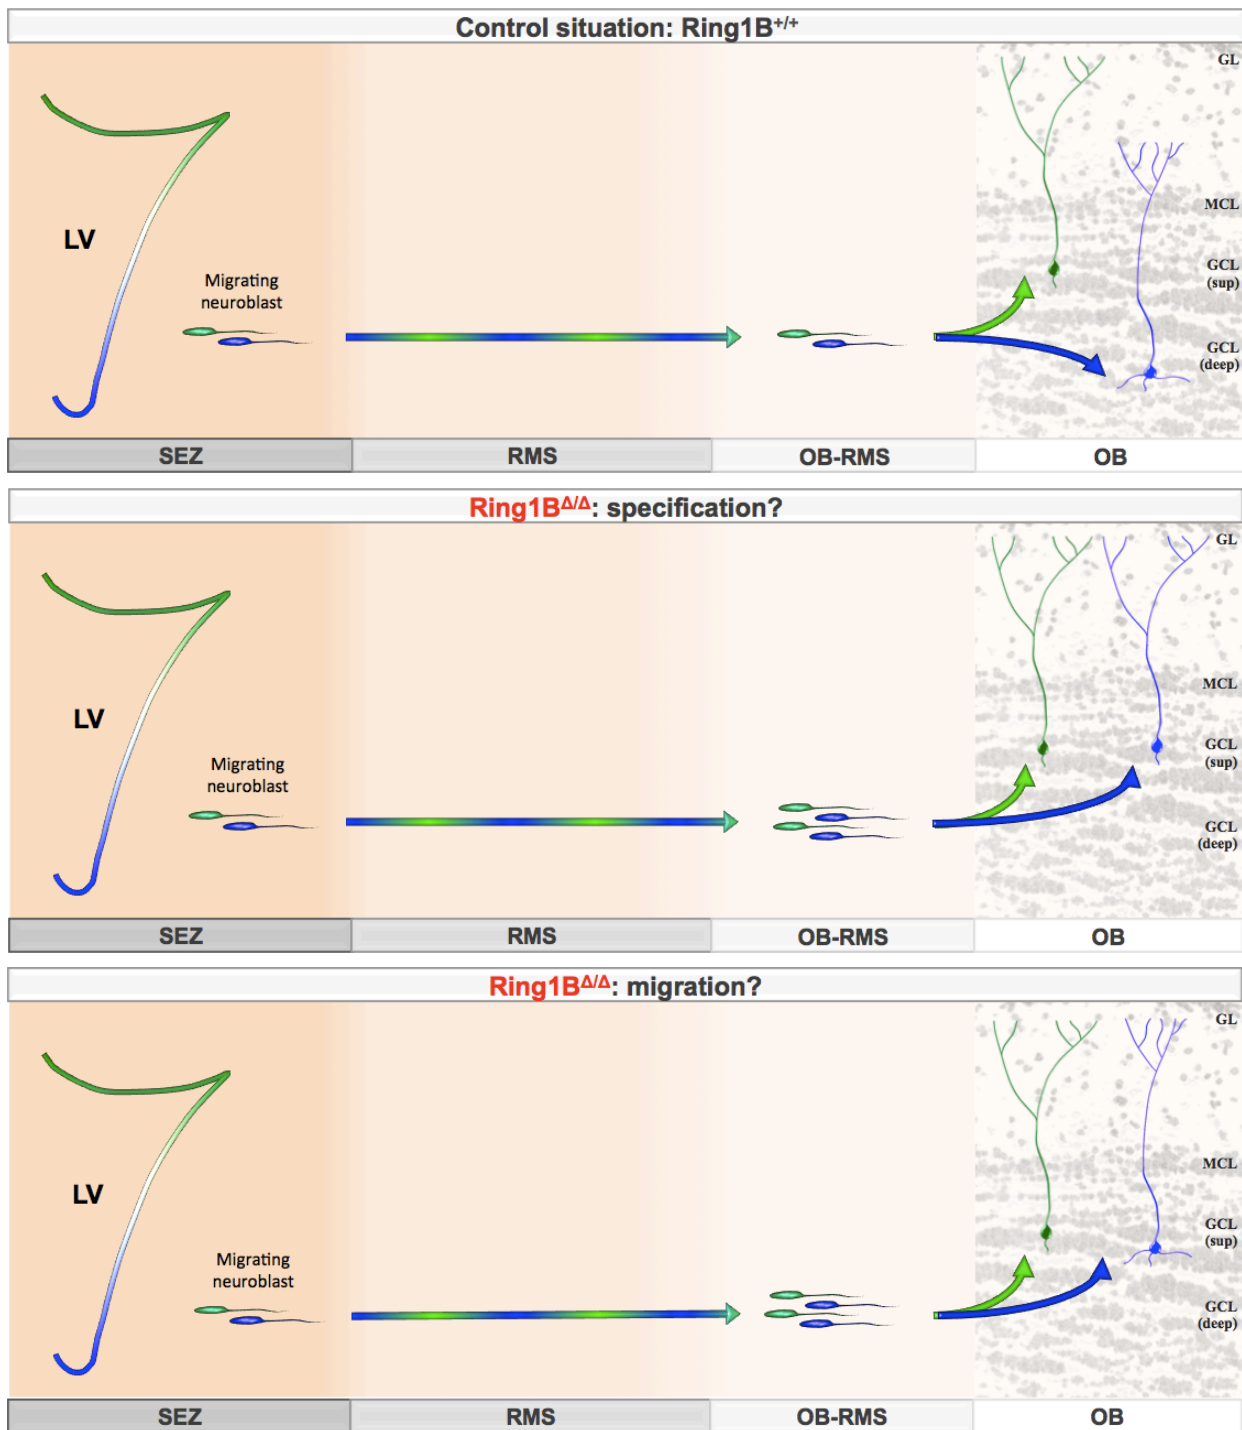 Control situation: Ring1B+/+
GL
LV
MCL
GCL
(sup)
Migrating
neuroblast
GCL
(deep)
SEZ RMS OB-RMS OB
Ring1BΔ/Δ: specification?
GL
LV
MCL
GCL
(sup)
Migrating
neuroblast
GCL
(deep)
SEZ RMS OB-RMS OB
Ring1BΔ/Δ: migration?
GL
LV
MCL
GCL
(sup)
Migrating
neuroblast
GCL
(deep)
SEZ RMS OB-RMS OB